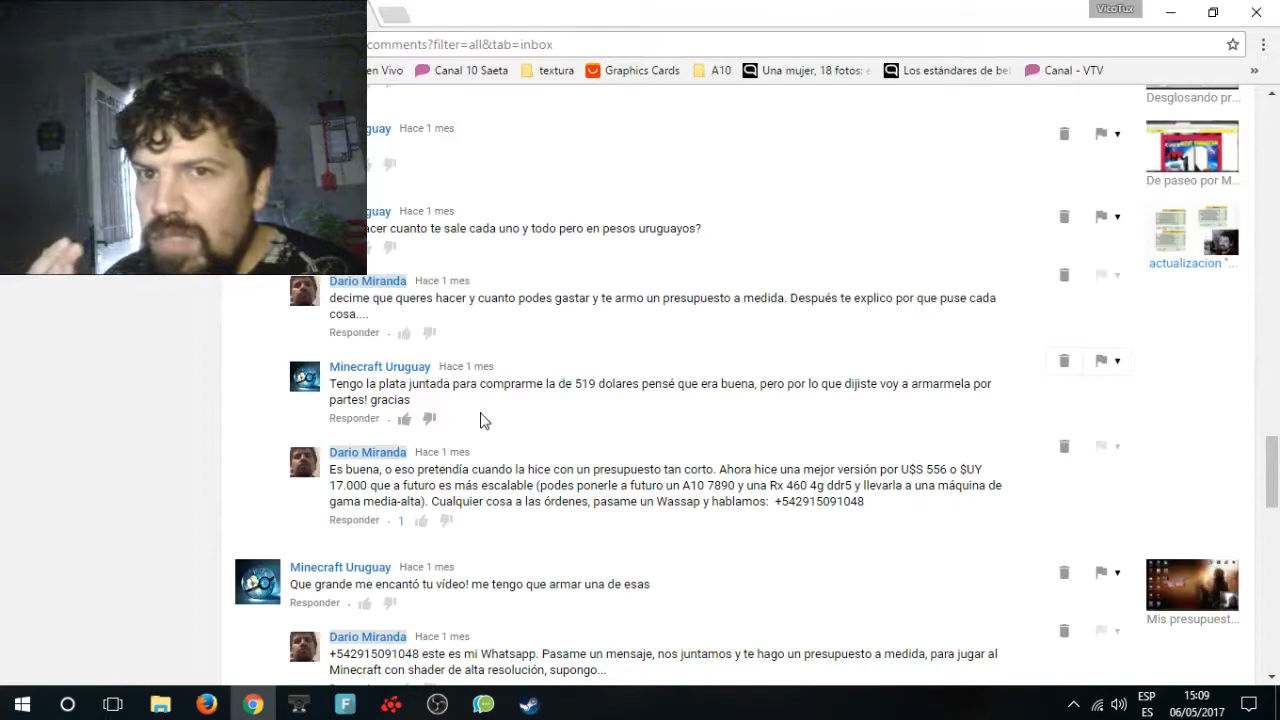 VicoTux
comments?filter=all&tab=inbox
en Vivo
Canal 10 Saeta
textura
Graphics Cards
A10
Una mujer, 18 fotos: e
Los estándares de bel
Canal - VTV
»
Desglosando pr...
guay Hace 1 mes
De paseo por M...
guay Hace 1 mes
acer cuanto te sale cada uno y todo pero en pesos uruguayos?
actualizacion "...
Dario Miranda Hace 1 mes
decime que queres hacer y cuanto podes gastar y te armo un presupuesto a medida. Después te explico por que puse cada
cosa....
Responder .
Minecraft Uruguay Hace 1 mes
Tengo la plata juntada para comprarme la de 519 dolares pensé que era buena, pero por lo que dijiste voy a armarmela por
partes! gracias
Responder .
Dario Miranda Hace 1 mes
Es buena, o eso pretendía cuando la hice con un presupuesto tan corto. Ahora hice una mejor versión por U$S 556 o $UY
17.000 que a futuro es más escalable (podes ponerle a futuro un A10 7890 y una Rx 460 4g ddr5 y llevarla a una máquina de
gama media-alta). Cualquier cosa a las órdenes, pasame un Wassap y hablamos: +542915091048
Responder . 1
Minecraft Uruguay Hace 1 mes
Que grande me encantó tu vídeo! me tengo que armar una de esas
Responder .
Mis presupuest...
Dario Miranda Hace 1 mes
+542915091048 este es mi Whatsapp. Pasame un mensaje, nos juntamos y te hago un presupuesto a medida, para jugar al
Minecraft con shader de alta resolución, supongo...
ESP
ES
15:09
06/05/2017